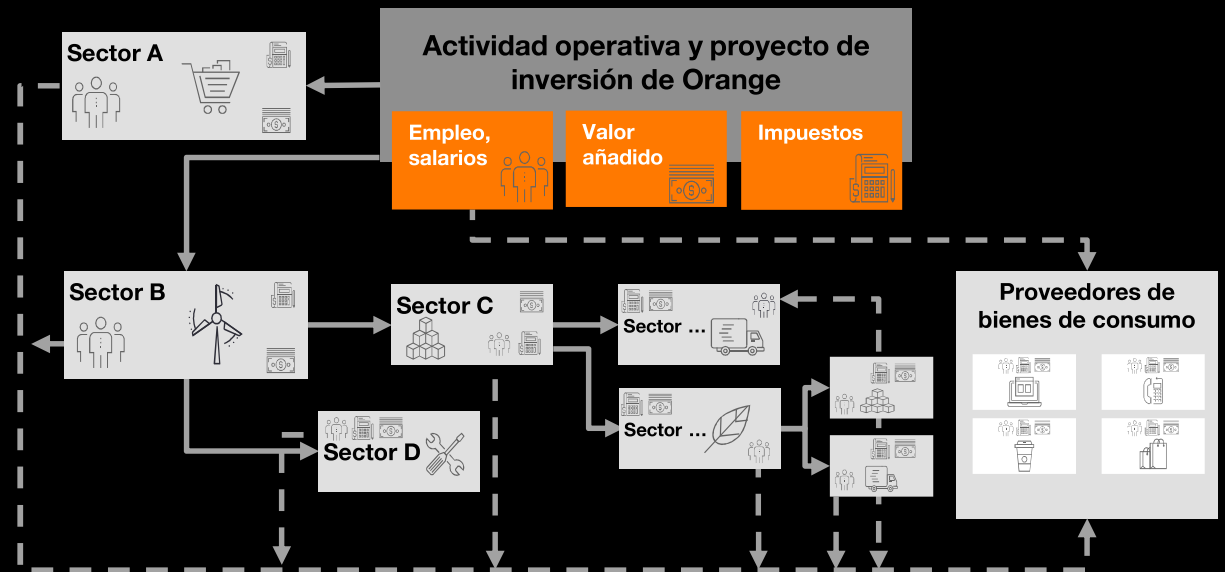 Actividad operativa y proyecto de
inversión de Orange
Sector A
Empleo,
salarios
Valor
añadido
Impuestos
Sector B
Sector C
Sector ...
Proveedores de
bienes de consumo
Sector ...
Sector D